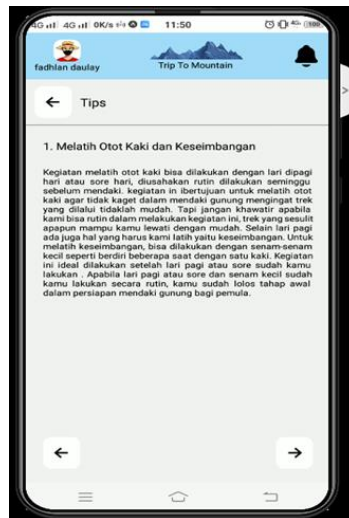 4G 4G 0K/s 11:50 100
fadhlan daulay
Trip To Mountain
Tips
1. Melatih Otot Kaki dan Keseimbangan
Kegiatan melatih otot kaki bisa dilakukan dengan lari dipagi
hari atau sore hari, diusahakan rutin dilakukan seminggu
sebelum mendaki. kegiatan in ibertujuan untuk melatih otot
kaki agar tidak kaget dalam mendaki gunung mengingat trek
yang dilalui tidaklah mudah. Tapi jangan khawatir apabila
kami bisa rutin dalam melakukan kegiatan ini, trek yang sesulit
apapun mampu kamu lewati dengan mudah. Selain lari pagi
ada juga hal yang harus kami latih yaitu keseimbangan. Untuk
melatih keseimbangan, bisa dilakukan dengan senam-senam
kecil seperti berdiri beberapa saat dengan satu kaki. Kegiatan
ini ideal dilakukan setelah lari pagi atau sore sudah kamu
lakukan . Apabila lari pagi atau sore dan senam kecil sudah
kamu lakukan secara rutin, kamu sudah lolos tahap awal
dalam persiapan mendaki gunung bagi pemula.